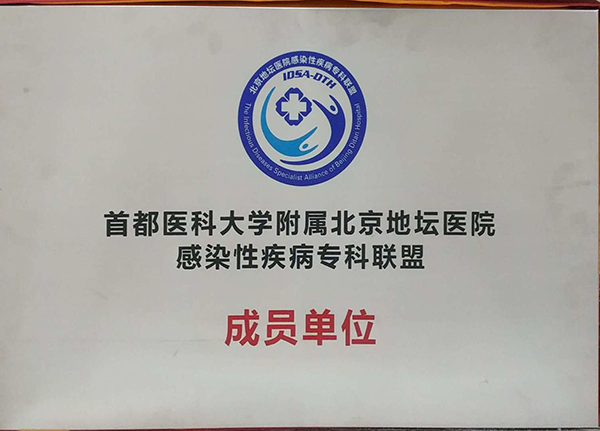 北京地坛医院感染性疾病专科联盟
IDSA-DTH
The Infectious Diseases Specialist Alliance of Beijing Ditan Hospital
首都医科大学附属北京地坛医院
感染性疾病专科联盟
成员单位